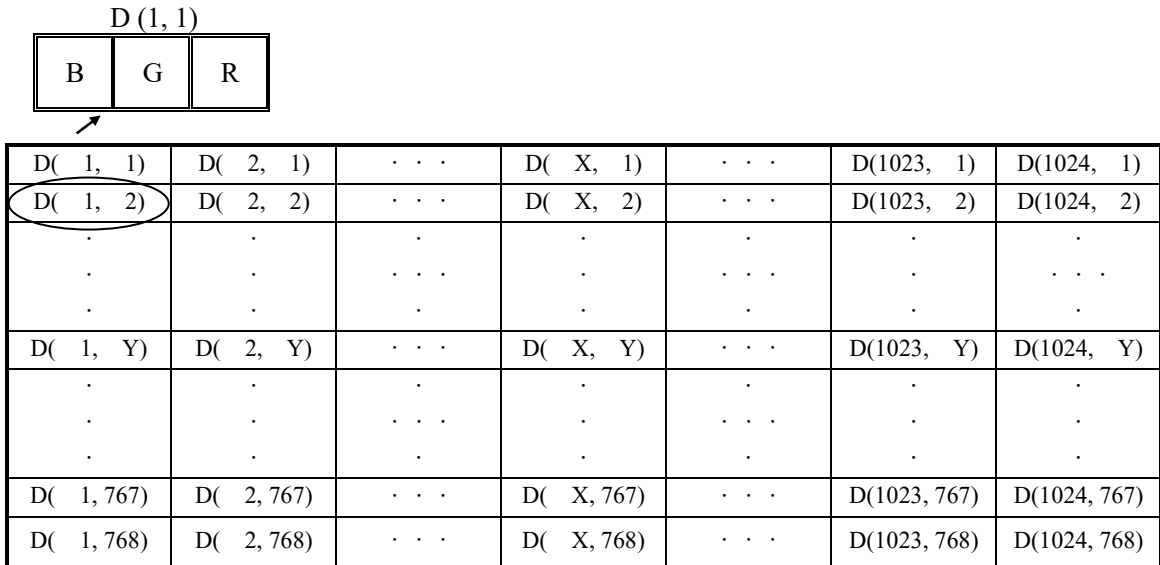 D (1, 1)
B G R
D( 1, 1) D( 2, 1) · · · D( X, 1) · · · D(1023, 1) D(1024, 1)
D( 1, 2) D( 2, 2) · · · D( X, 2) · · · D(1023, 2) D(1024, 2)
· · · · · · ·
· · · · · · · · · · · · ·
· · · · · · ·
D( 1, Y) D( 2, Y) · · · D( X, Y) · · · D(1023, Y) D(1024, Y)
· · · · · · ·
· · · · · · · · · · ·
· · · · · · ·
D( 1, 767) D( 2, 767) · · · D( X, 767) · · · D(1023, 767) D(1024, 767)
D( 1, 768) D( 2, 768) · · · D( X, 768) · · · D(1023, 768) D(1024, 768)